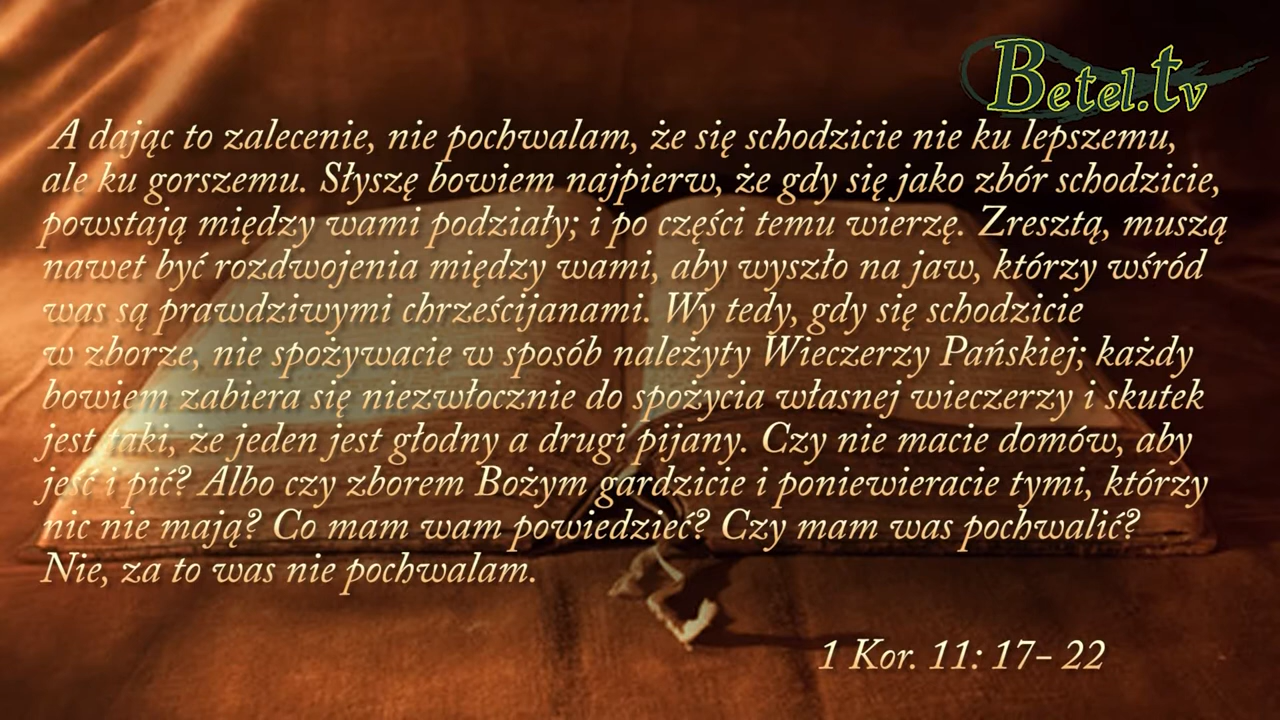 Betel.tv
A dając to zalecenie, nie pochwalam, że się schodzicie nie ku lepszemu,
ale ku gorszemu. Słyszę bowiem najpierw, że gdy się jako zbór schodzicie,
powstają między wami podziały; i po części temu wierzę. Zresztą, muszą
nawet być rozdwojenia między wami, aby wyszło na jaw, którzy wśród
was są prawdziwymi chrześcijanami. Wy tedy, gdy się schodzicie
w zborze, nie spożywacie w sposób należyty Wieczerzy Pańskiej; każdy
bowiem zabiera się niezwłocznie do spożycia własnej wieczerzy i skutek
jest taki, że jeden jest głodny a drugi pijany. Czy nie macie domów, aby
jeść i pić? Albo czy zborem Bożym gardzicie i poniewieracie tymi, którzy
nic nie mają? Co mam wam powiedzieć? Czy mam was pochwalić?
Nie, za to was nie pochwalam.
1 Kor. 11: 17- 22